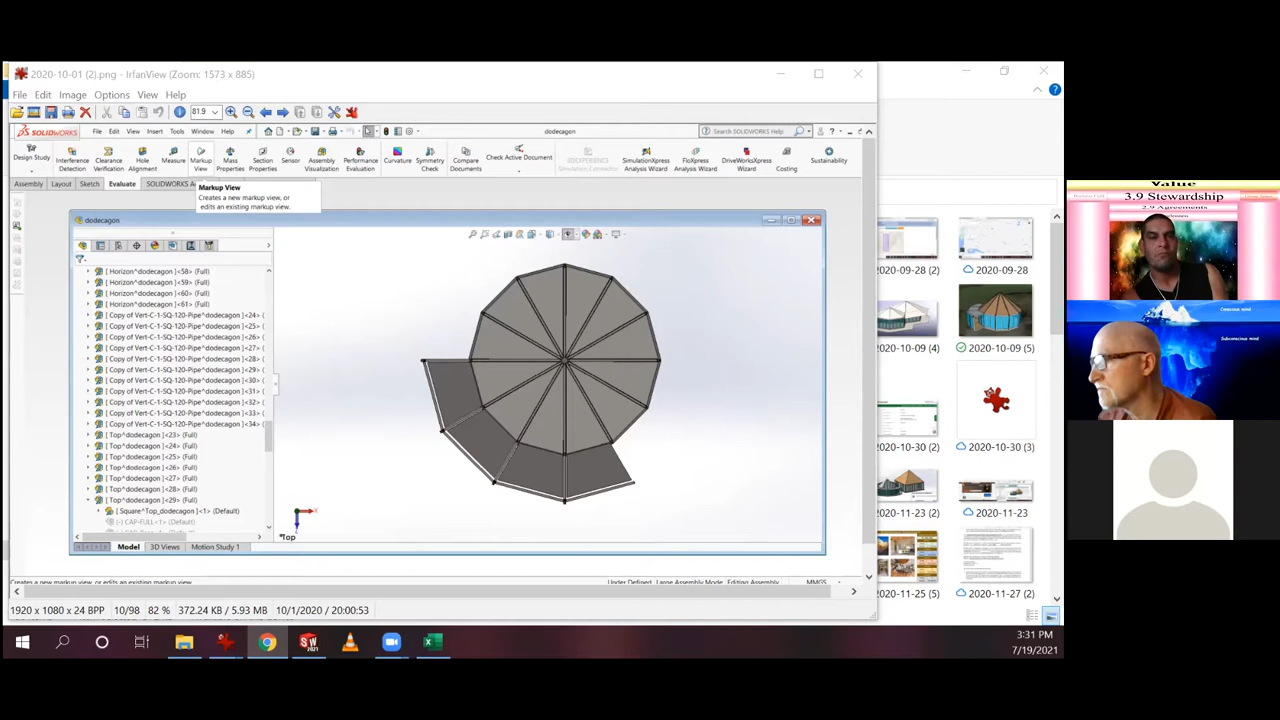 2020-10-01 (2).png - IrfanView (Zoom: 1573 x 885)
File Edit Image Options View Help
81.9
SOLIDWORKS File Edit View Insert Tools Window Help dodecagon Search SOLIDWORKS Help
Design Study
Interference Detection
Clearance Verification
Hole Alignment
Measure
Markup View
Mass Properties
Section Properties
Sensor
Assembly Visualization
Performance Evaluation
Curvature
Symmetry Check
Compare Documents
Check Active Document
3DEXPERIENCE Simulation Connector
SimulationXpress Analysis Wizard
FloXpress Analysis Wizard
DriveWorksXpress Wizard
Costing
Sustainability
Assembly Layout Sketch Evaluate SOLIDWORKS Ad
Markup View
Creates a new markup view, or
edits an existing markup view.
dodecagon
[ Horizon^dodecagon ]<58> (Full)
[ Horizon^dodecagon ]<59> (Full)
[ Horizon^dodecagon ]<60> (Full)
[ Horizon^dodecagon ]<61> (Full)
[ Copy of Vert-C-1-SQ-120-Pipe^dodecagon ]<24> (
[ Copy of Vert-C-1-SQ-120-Pipe^dodecagon ]<25> (
[ Copy of Vert-C-1-SQ-120-Pipe^dodecagon ]<26> (
[ Copy of Vert-C-1-SQ-120-Pipe^dodecagon ]<27> (
[ Copy of Vert-C-1-SQ-120-Pipe^dodecagon ]<28> (
[ Copy of Vert-C-1-SQ-120-Pipe^dodecagon ]<29> (
[ Copy of Vert-C-1-SQ-120-Pipe^dodecagon ]<30> (
[ Copy of Vert-C-1-SQ-120-Pipe^dodecagon ]<31> (
[ Copy of Vert-C-1-SQ-120-Pipe^dodecagon ]<32> (
[ Copy of Vert-C-1-SQ-120-Pipe^dodecagon ]<33> (
[ Copy of Vert-C-1-SQ-120-Pipe^dodecagon ]<34> (
[ Top^dodecagon ]<23> (Full)
[ Top^dodecagon ]<24> (Full)
[ Top^dodecagon ]<25> (Full)
[ Top^dodecagon ]<26> (Full)
[ Top^dodecagon ]<27> (Full)
[ Top^dodecagon ]<28> (Full)
[ Top^dodecagon ]<29> (Full)
[ Square^Top_dodecagon ]<1> (Default)
(-) CAP-FULL<1> (Default)
*Top
Model 3D Views Motion Study 1
Creates a new markup view, or edits an existing markup view. Under Defined Large Assembly Mode Editing Assembly MMGS
1920 x 1080 x 24 BPP 10/98 82 % 372.24 KB / 5.93 MB 10/1/2020 / 20:00:53
2020-09-28 (2) 2020-09-28
2020-10-09 (4) 2020-10-09 (5)
2020-10-30 (2) 2020-10-30 (3)
2020-11-23 (2) 2020-11-23
2020-11-25 (5) 2020-11-27 (2)
3:31 PM
7/19/2021
Value
3.9 Stewardship
3.9 Agreements
Conscious mind
Subconscious mind